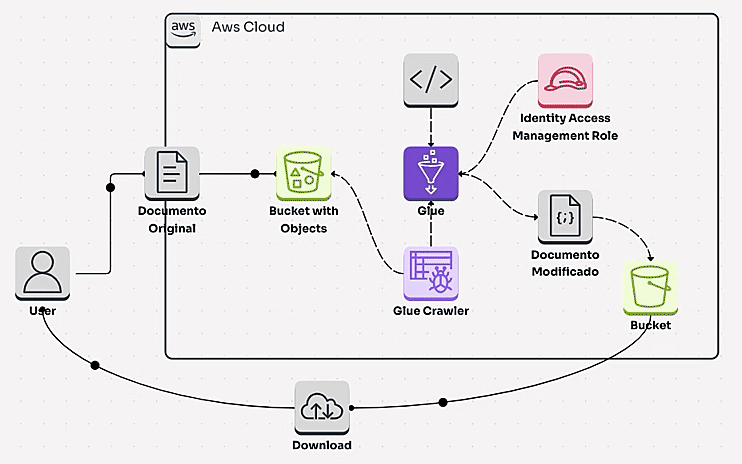 aws
Aws Cloud
</>
Identity Access
Management Role
Documento
Original
Bucket with
Objects
Glue
{;}
Documento
Modificado
User
Glue Crawler
Bucket
Download